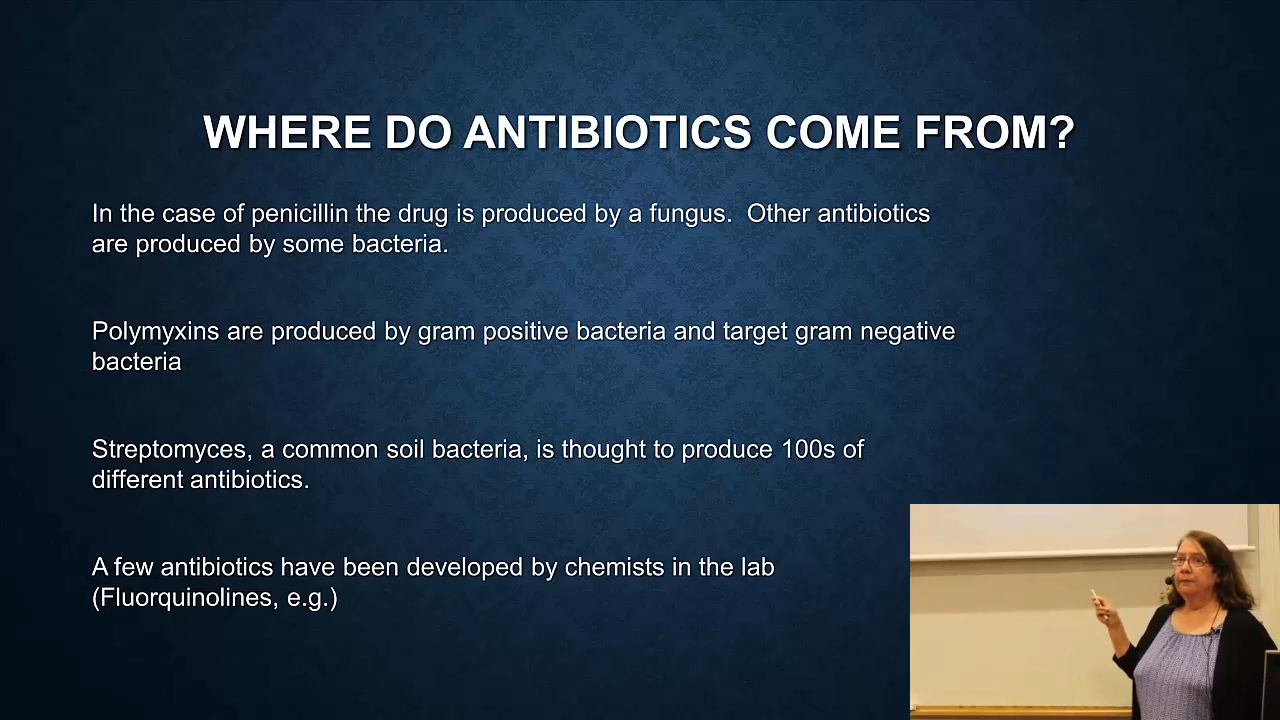 WHERE DO ANTIBIOTICS COME FROM?
In the case of penicillin the drug is produced by a fungus.  Other antibiotics
are produced by some bacteria.
Polymyxins are produced by gram positive bacteria and target gram negative
bacteria
Streptomyces, a common soil bacteria, is thought to produce 100s of
different antibiotics.
A few antibiotics have been developed by chemists in the lab
(Fluorquinolines, e.g.)